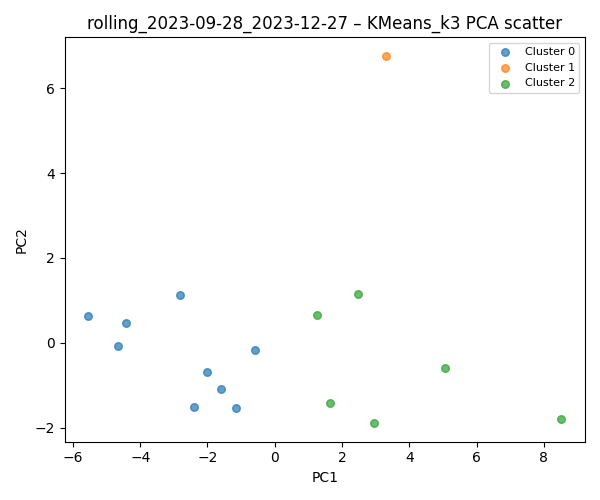 rolling_2023-09-28_2023-12-27 – KMeans_k3 PCA scatter
Cluster 0
Cluster 1
Cluster 2
PC2
6
4
2
0
−2
−6 −4 −2 0 2 4 6 8
PC1